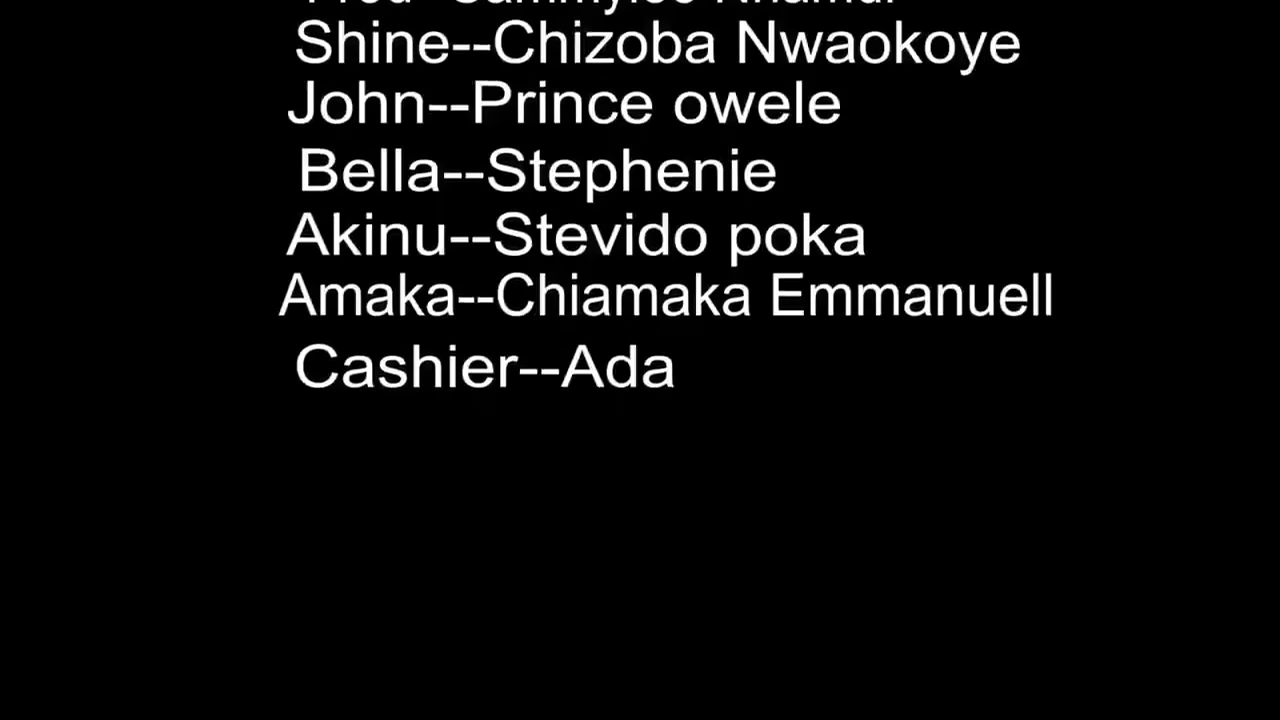 Shine--Chizoba Nwaokoye
John--Prince owele
Bella--Stephenie
Akinu--Stevido poka
Amaka--Chiamaka Emmanuell
Cashier--Ada